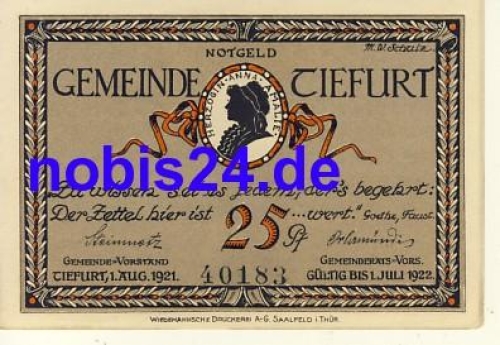 NOTGELD
M.W. Schulz
GEMEINDE TIEFURT
HERZOGIN·ANNA·AMALIE
nobis24.de
Zu wissen sei es jedem, der's begehrt:
Der Zettel hier ist 25 Pf ...wert." Goethe, Faust.
Steinmetz
GEMEINDE-VORSTAND GEMEINDERATS-VORS.
TIEFURT, 1. AUG. 1921. 40183 GÜLTIG BIS 1. JULI 1922.
WIEDEMANNSCHE DRUCKEREI A-G. SAALFELD i. THÜR.